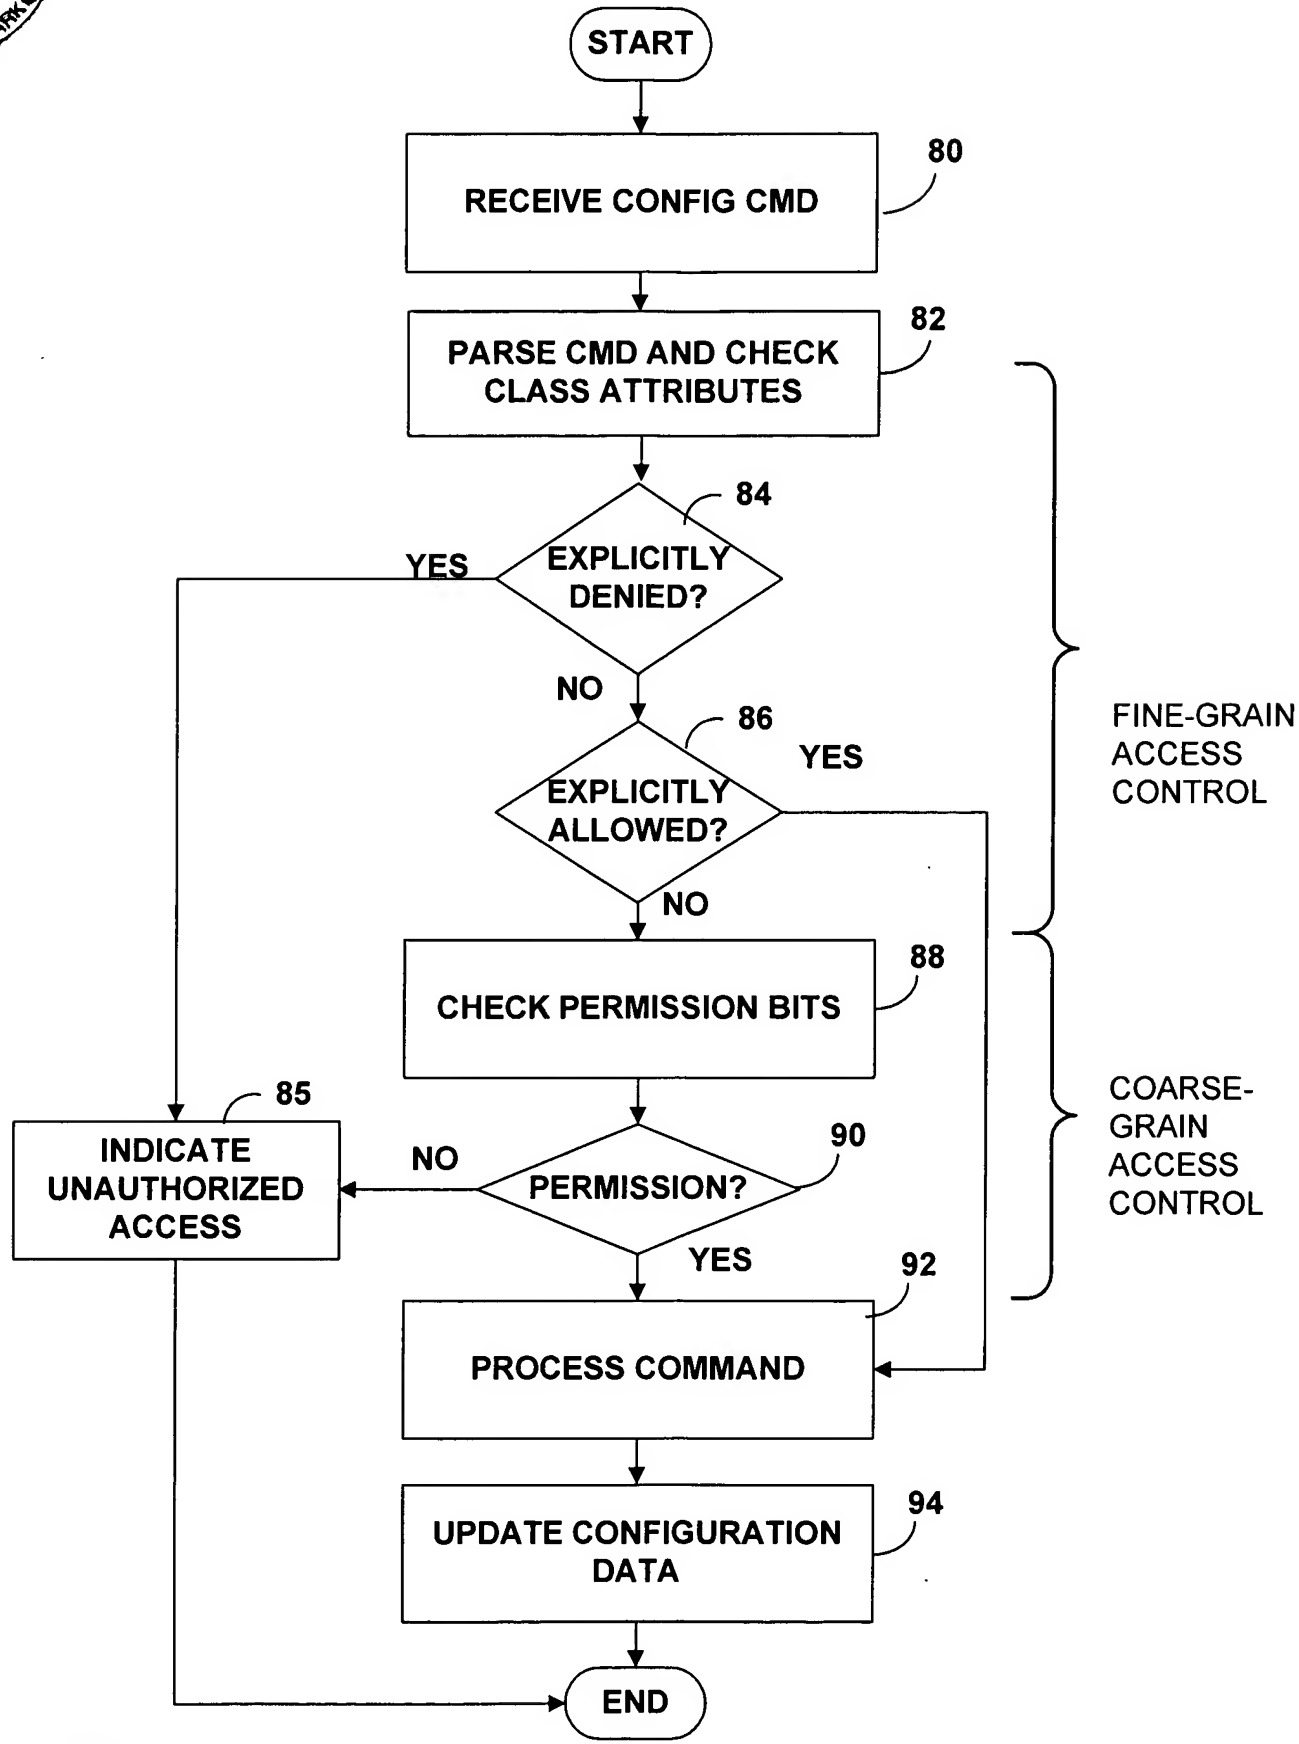 START
80
RECEIVE CONFIG CMD
82
PARSE CMD AND CHECK
CLASS ATTRIBUTES
84
YES
EXPLICITLY
DENIED?
NO
86
YES
EXPLICITLY
ALLOWED?
FINE-GRAIN
ACCESS
CONTROL
NO
88
CHECK PERMISSION BITS
85
INDICATE
UNAUTHORIZED
ACCESS
NO
90
PERMISSION?
COARSE-
GRAIN
ACCESS
CONTROL
YES
92
PROCESS COMMAND
94
UPDATE CONFIGURATION
DATA
END